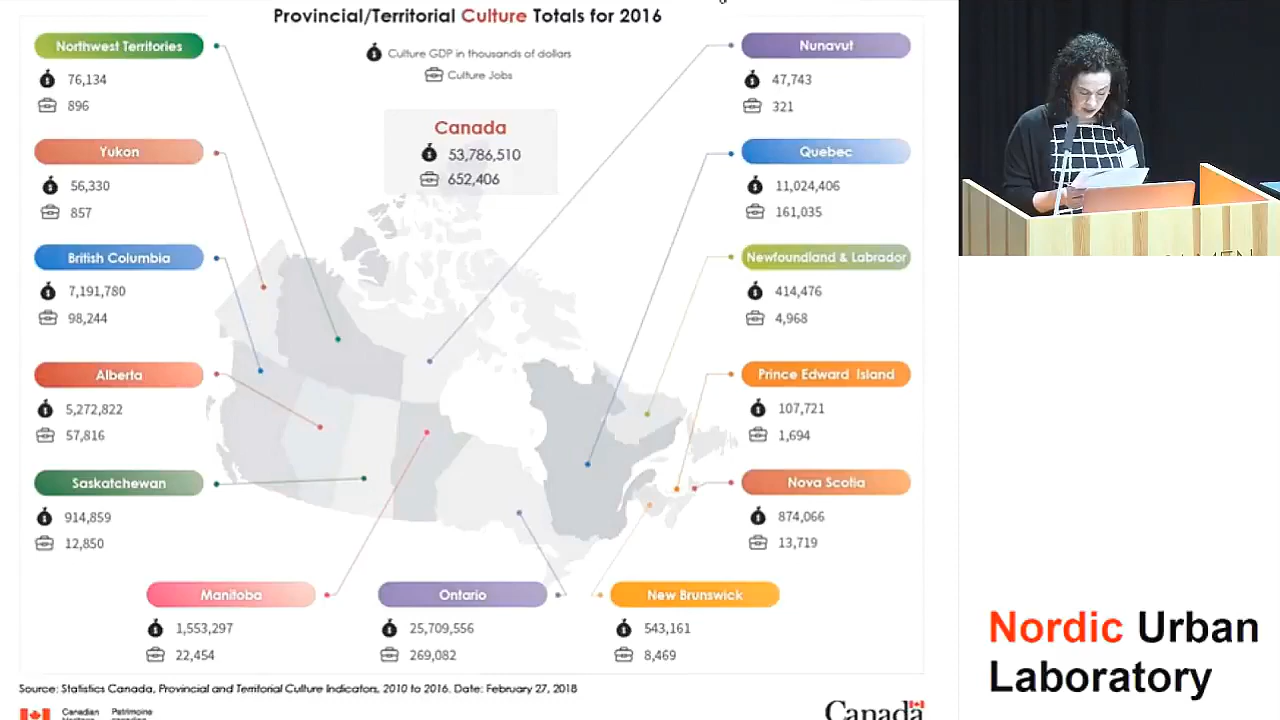 Provincial/Territorial Culture Totals for 2016
Culture GDP in thousands of dollars
Culture Jobs
Canada
53,786,510
652,406
Northwest Territories
76,134
896
Yukon
56,330
857
British Columbia
7,191,780
98,244
Alberta
5,272,822
57,816
Saskatchewan
914,859
12,850
Nunavut
47,743
321
Quebec
11,024,406
161,035
Newfoundland & Labrador
414,476
4,968
Prince Edward Island
107,721
1,694
Nova Scotia
874,066
13,719
Manitoba
1,553,297
22,454
Ontario
25,709,556
269,082
New Brunswick
543,161
8,469
Source: Statistics Canada, Provincial and Territorial Culture Indicators, 2010 to 2016. Date: February 27, 2018
Canadian Patrimoine
Canada
Nordic Urban
Laboratory